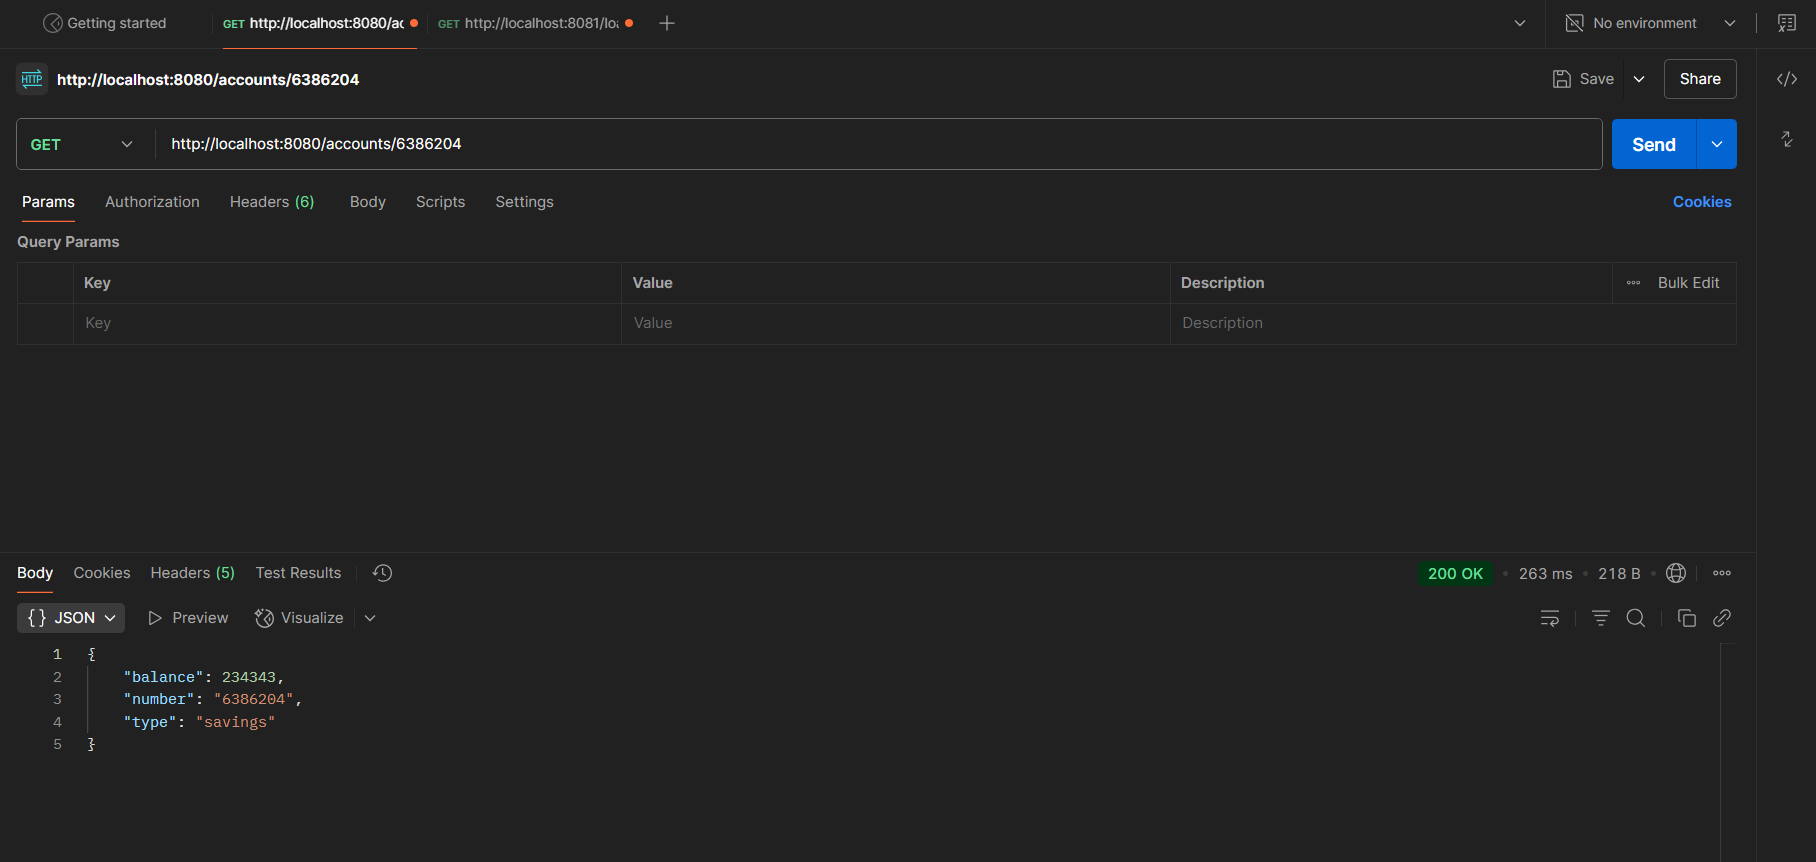 Getting started
GET http://localhost:8080/ac
GET http://localhost:8081/loa
No environment
HTTP http://localhost:8080/accounts/6386204
Save
Share
GET
http://localhost:8080/accounts/6386204
Send
Params Authorization Headers (6) Body Scripts Settings
Cookies
Query Params
Key Value Description Bulk Edit
Key Value Description
Body Cookies Headers (5) Test Results
200 OK • 263 ms • 218 B
{} JSON Preview Visualize
1 {
2 "balance": 234343,
3 "number": "6386204",
4 "type": "savings"
5 }